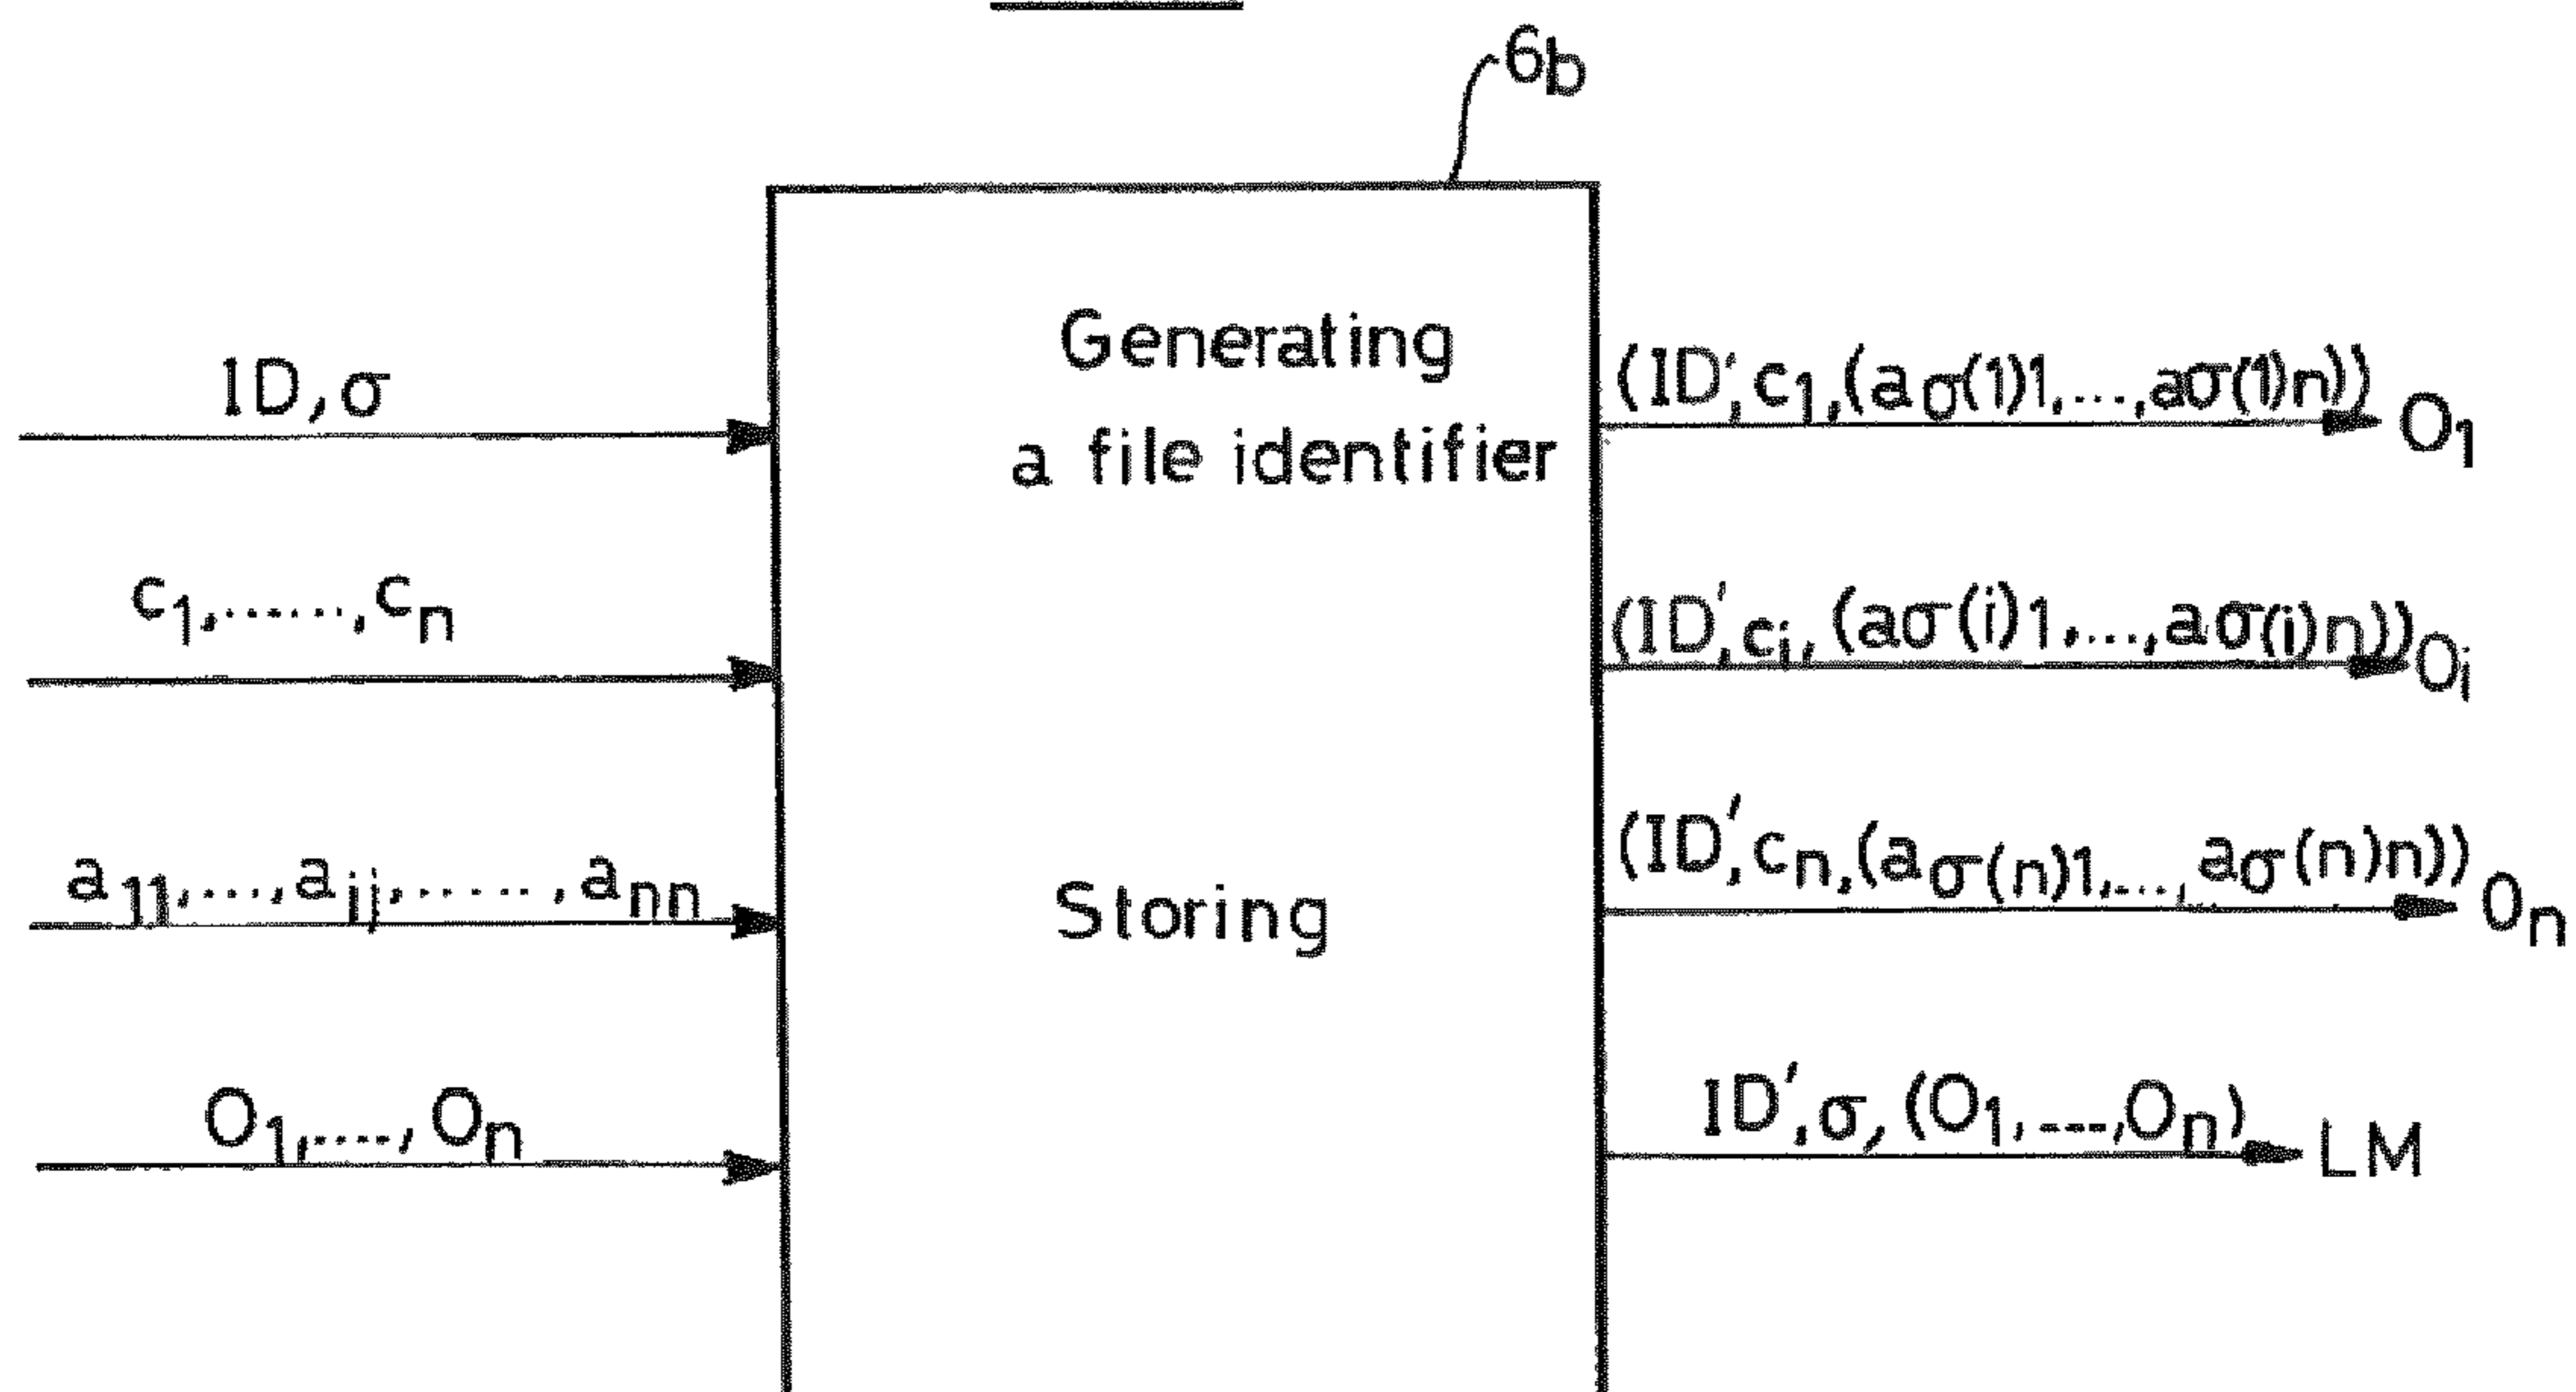 6b
ID,σ
c1,......,cn
a11,...,aij,.....,ann
O1,....,On
Generating
a file identifier
Storing
(ID',c1,(aσ(1)1,...,aσ(1)n)) O1
(ID',ci,(aσ(i)1,...,aσ(i)n)) Oi
(ID',cn,(aσ(n)1,...,aσ(n)n)) On
ID',σ,(O1,---,On) LM